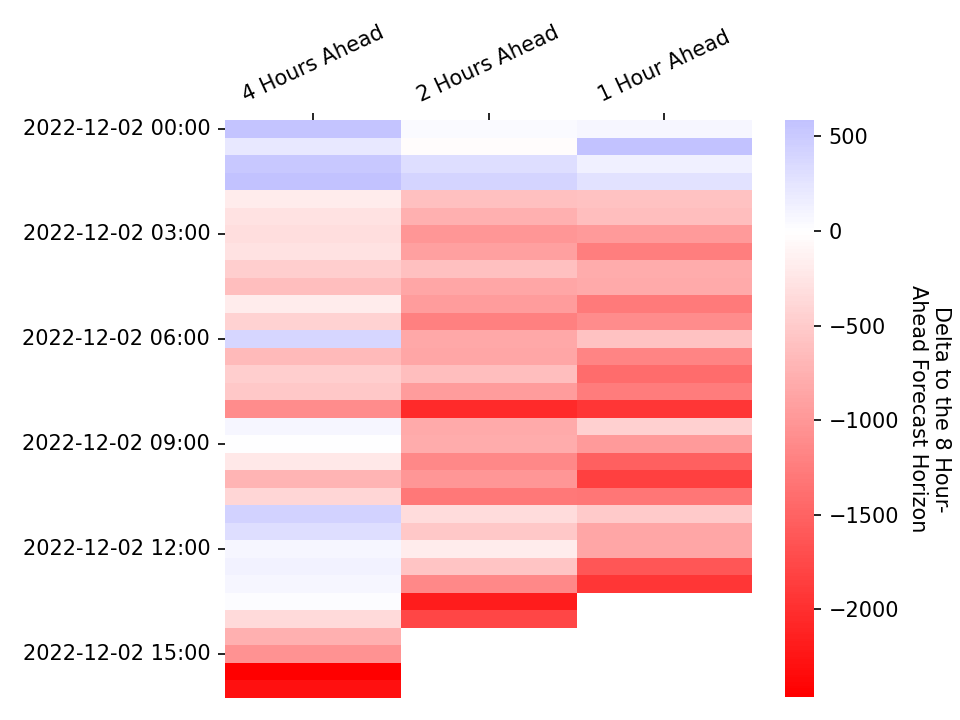 4 Hours Ahead
2 Hours Ahead
1 Hour Ahead
2022-12-02 00:00
2022-12-02 03:00
2022-12-02 06:00
2022-12-02 09:00
2022-12-02 12:00
2022-12-02 15:00
500
0
−500
−1000
−1500
−2000
Delta to the 8 Hour-
Ahead Forecast Horizon